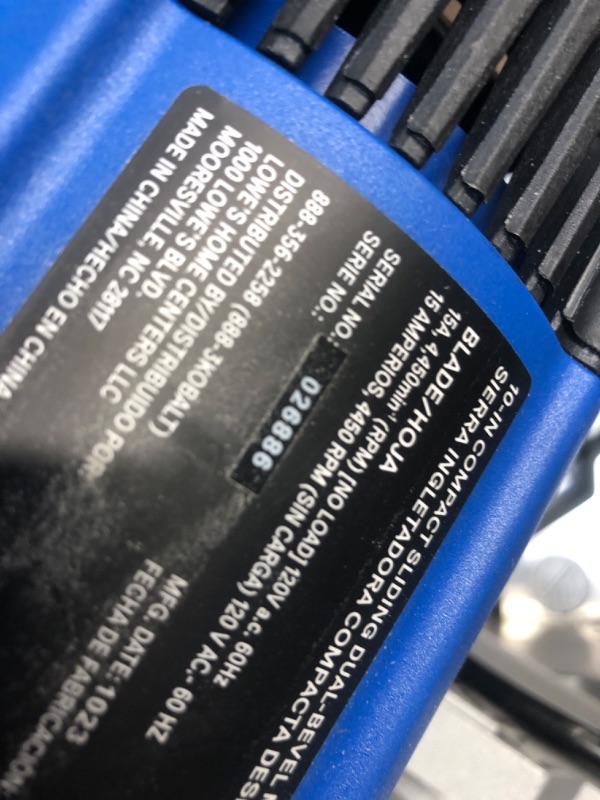 10-IN COMPACT SLIDING DUAL-BEVEL
SIERRA INGLETADORA COMPACTA
BLADE/HOJA
15A, 4,450min⁻¹ (RPM) [NO LOAD] 120V a.c. 60Hz
15 AMPERIOS, 4450 RPM (SIN CARGA) 120 V AC~ 60 HZ
SERIAL NO.:
SERIE NO.:
026886
MFG. DATE: 1023
FECHA DE FABRICACIÓN:
888-356-2258 (888-3KOBALT)
DISTRIBUTED BY/DISTRIBUIDO POR:
LOWE'S HOME CENTERS LLC
1000 LOWE'S BLVD.
MOORESVILLE, NC 28117
MADE IN CHINA/HECHO EN CHINA